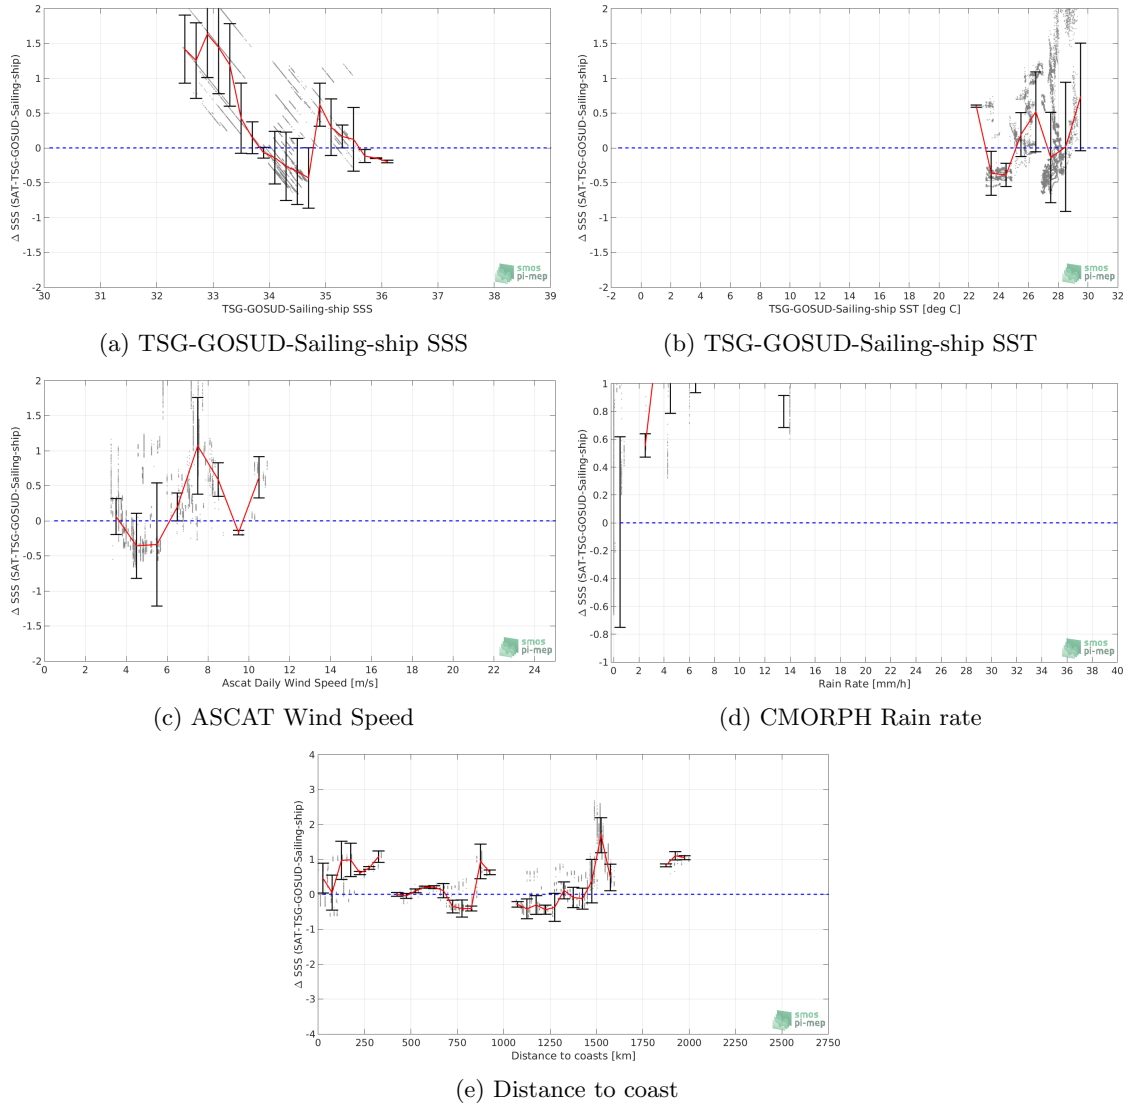 2
1.5
1
0.5
0
-0.5
-1
-1.5
-2
Δ SSS (SAT-TSG-GOSUD-Sailing-ship)
30 31 32 33 34 35 36 37 38 39
TSG-GOSUD-Sailing-ship SSS
smos
pi-mep
(a) TSG-GOSUD-Sailing-ship SSS
2
1.5
1
0.5
0
-0.5
-1
-1.5
-2
Δ SSS (SAT-TSG-GOSUD-Sailing-ship)
-2 0 2 4 6 8 10 12 14 16 18 20 22 24 26 28 30 32
TSG-GOSUD-Sailing-ship SST [deg C]
smos
pi-mep
(b) TSG-GOSUD-Sailing-ship SST
2
1.5
1
0.5
0
-0.5
-1
-1.5
-2
Δ SSS (SAT-TSG-GOSUD-Sailing-ship)
0 2 4 6 8 10 12 14 16 18 20 22 24
Ascat Daily Wind Speed [m/s]
smos
pi-mep
(c) ASCAT Wind Speed
1
0.8
0.6
0.4
0.2
0
-0.2
-0.4
-0.6
-0.8
-1
Δ SSS (SAT-TSG-GOSUD-Sailing-ship)
0 2 4 6 8 10 12 14 16 18 20 22 24 26 28 30 32 34 36 38 40
Rain Rate [mm/h]
smos
pi-mep
(d) CMORPH Rain rate
4
3
2
1
0
-1
-2
-3
-4
Δ SSS (SAT-TSG-GOSUD-Sailing-ship)
0 250 500 750 1000 1250 1500 1750 2000 2250 2500 2750
Distance to coasts [km]
smos
pi-mep
(e) Distance to coast